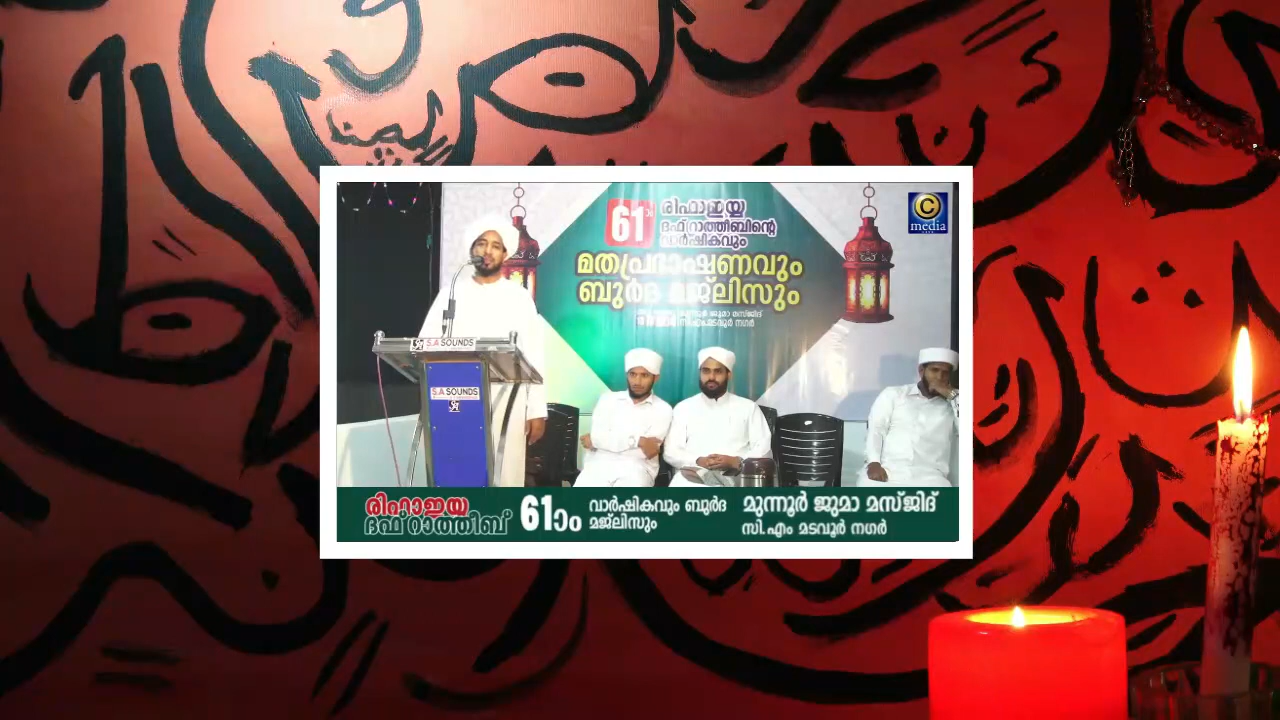 61ാം
രിഫാഇയ്യ
ദഫ്റാത്തീബിന്റെ
വാർഷികവും
മതപ്രഭാഷണവും
ബുർദ മജ്ലിസും
C
media
S.A SOUNDS
S.A SOUNDS
രിഫാഇയ്യ
ദഫ് റാത്തീബ്
61ാം
വാർഷികവും ബുർദ
മജ്ലിസും
മുന്നൂർ ജുമാ മസ്ജിദ്
സി.എം മടവൂർ നഗർ